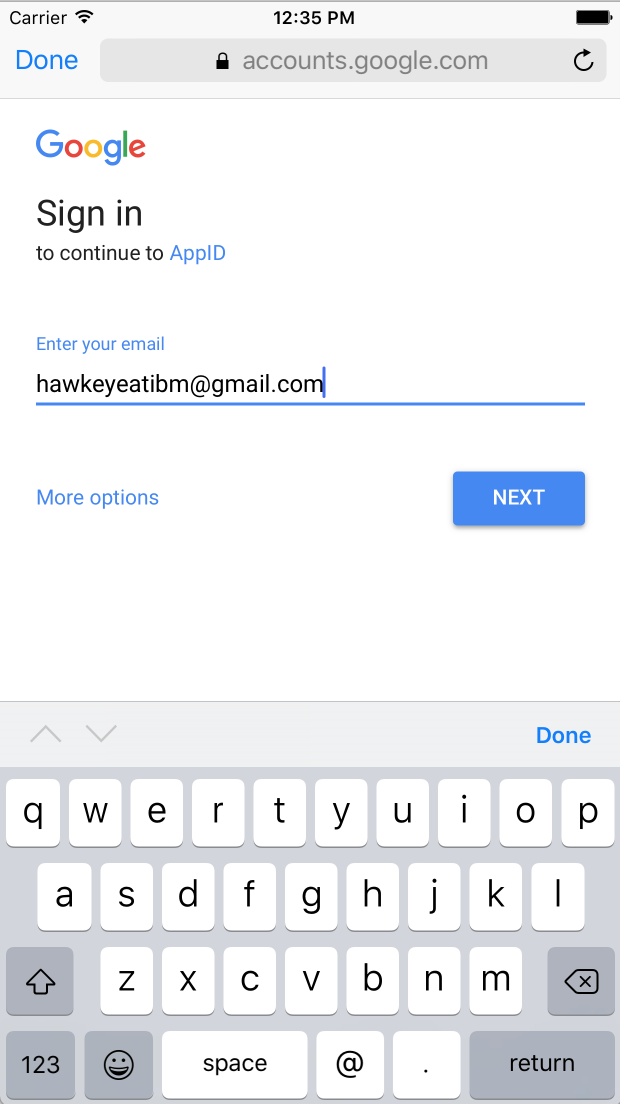 Carrier 12:35 PM
Done accounts.google.com
Google
Sign in
to continue to AppID
Enter your email
hawkeyeatibm@gmail.com
More options NEXT
Done
q w e r t y u i o p
a s d f g h j k l
z x c v b n m
123 space @ . return